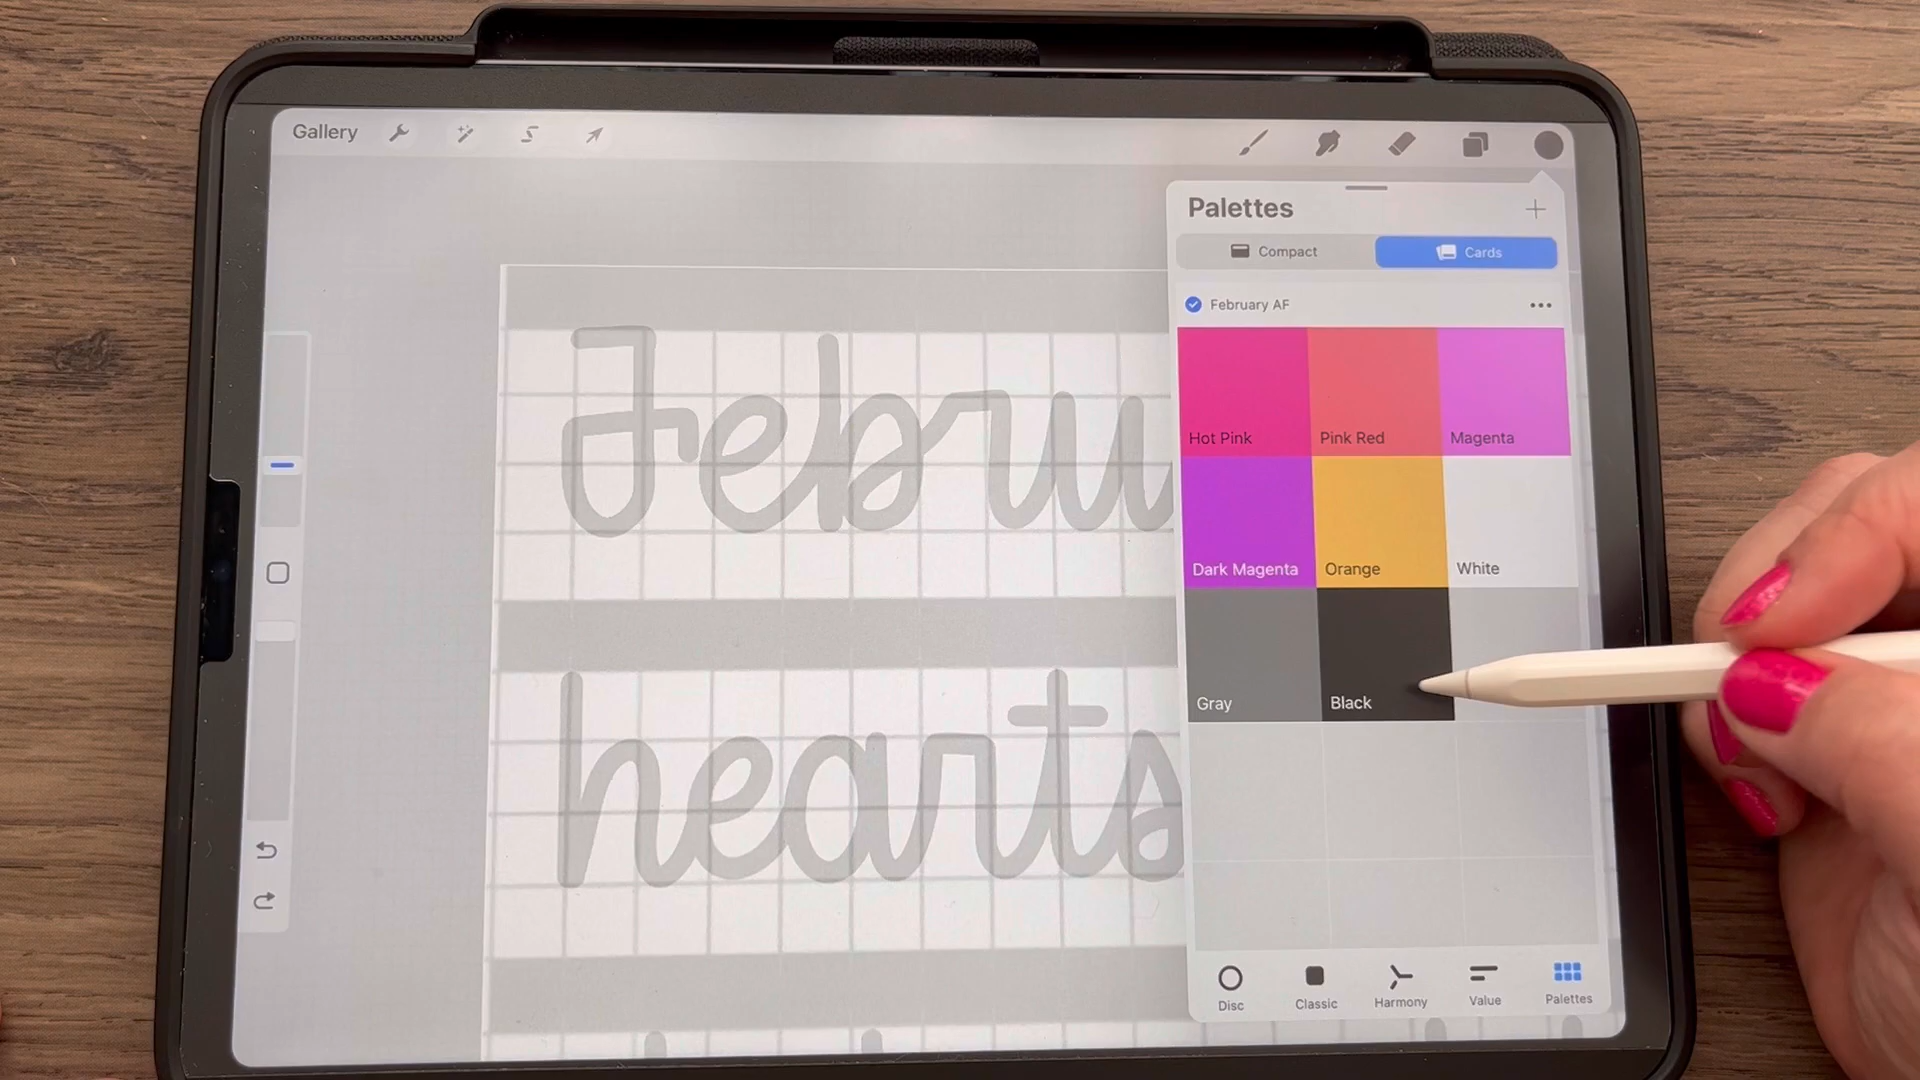 Gallery
Palettes
Compact
Cards
February AF
Hot Pink
Pink Red
Magenta
Dark Magenta
Orange
White
Gray
Black
Disc
Classic
Harmony
Value
Palettes
Febru
hearts